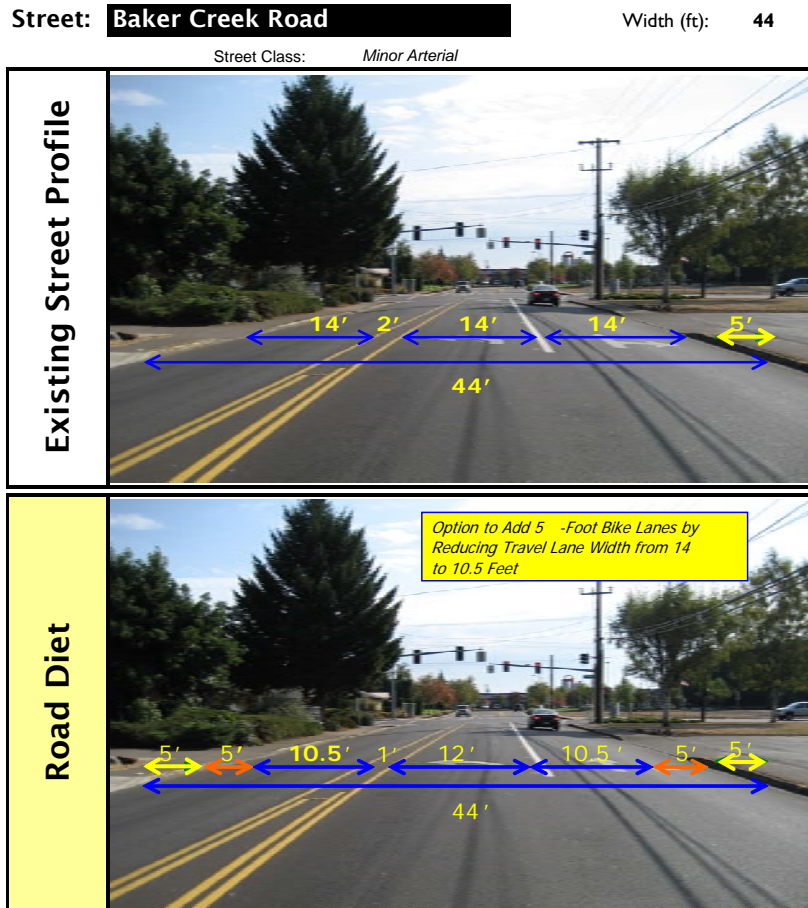 Street: Baker Creek Road Width (ft): 44
Street Class: Minor Arterial
Existing Street Profile
14′ 2′ 14′ 14′ 5′
44′
Road Diet
Option to Add 5 -Foot Bike Lanes by
Reducing Travel Lane Width from 14
to 10.5 Feet
5′ 5′ 10.5′ 1′ 12′ 10.5 ′ 5′ 5′
44′